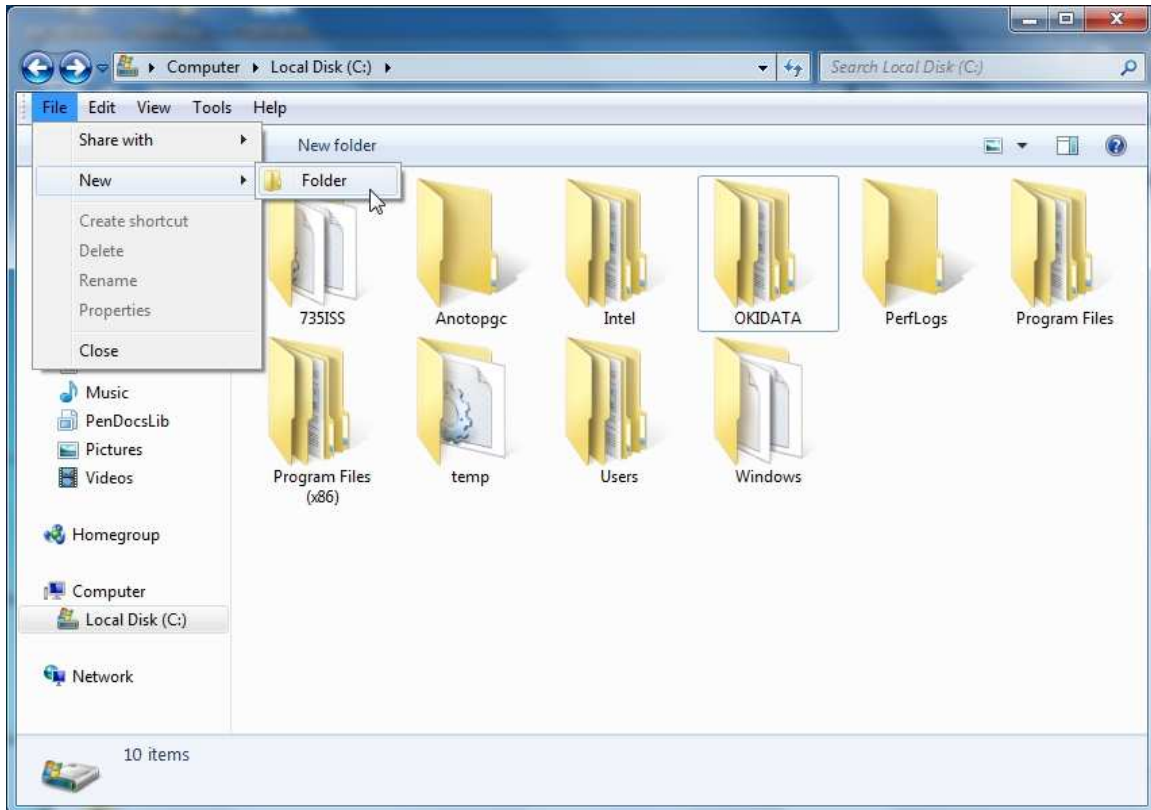 Computer ▸ Local Disk (C:) ▸
Search Local Disk (C:)
File Edit View Tools Help
Share with
New folder
New
Folder
Create shortcut
Delete
Rename
Properties
Close
735ISS Anotopgc Intel OKIDATA PerfLogs Program Files
Music
PenDocsLib
Pictures
Videos
Program Files temp Users Windows
(x86)
Homegroup
Computer
Local Disk (C:)
Network
10 items